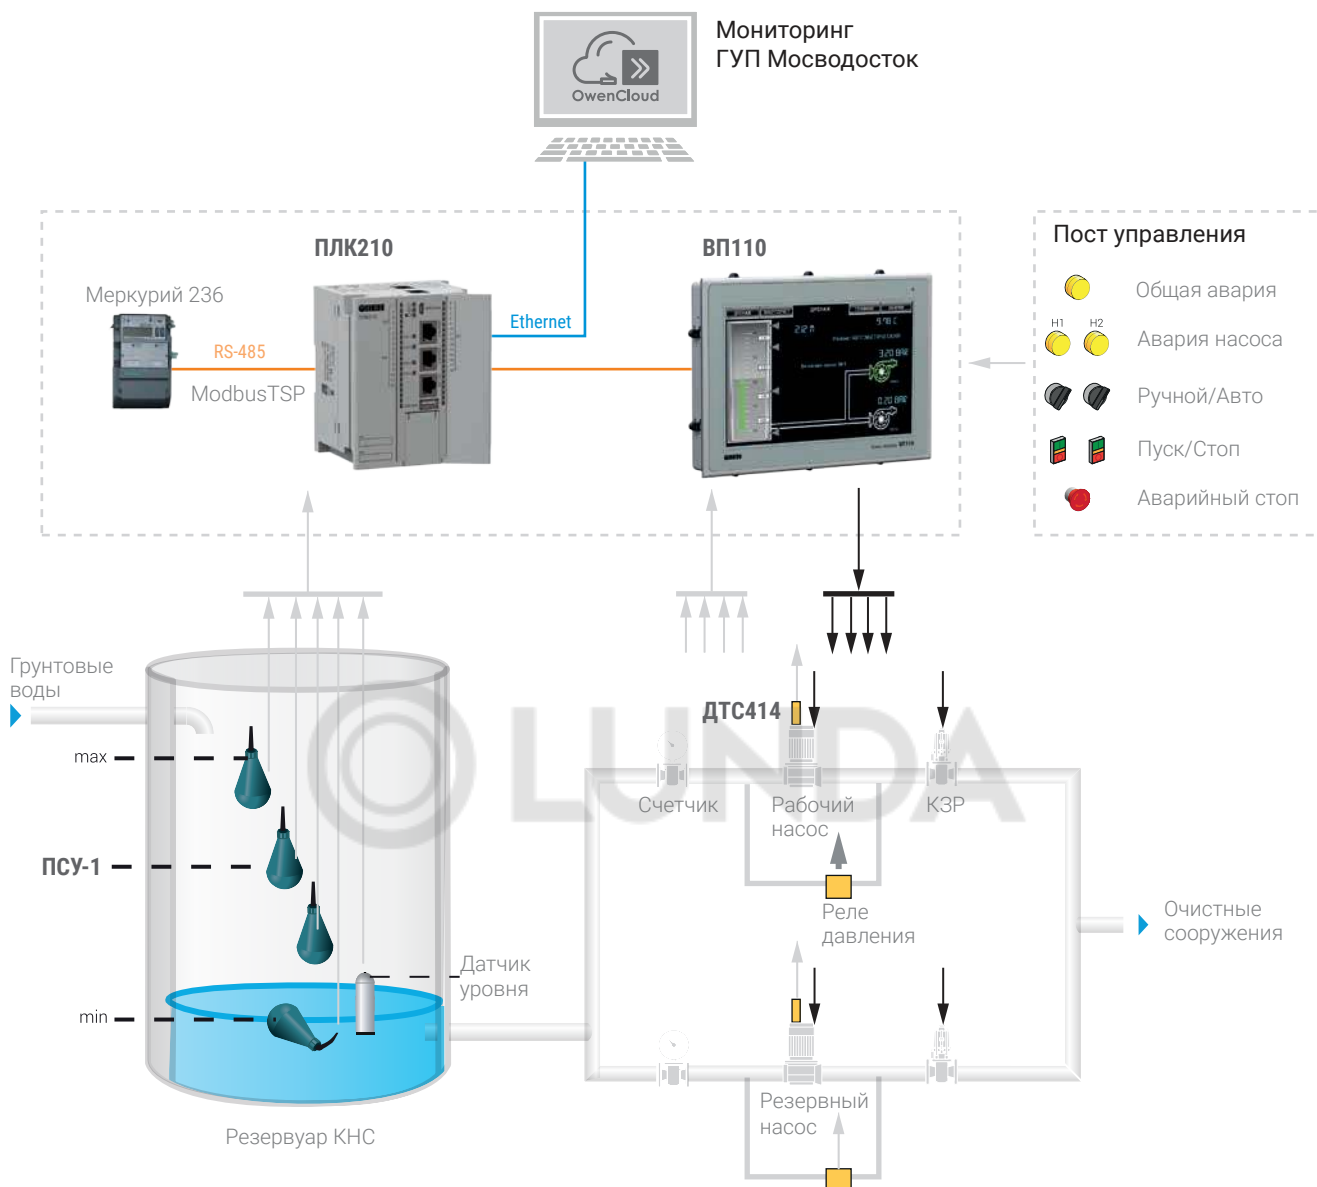 Мониторинг
ГУП Мосводосток
OwenCloud
ПЛК210
ВП110
Пост управления
Меркурий 236
Общая авария
Ethernet
H1 H2
Авария насоса
RS-485
ModbusTSP
Ручной/Авто
Пуск/Стоп
Аварийный стоп
Грунтовые
воды
LUNDA
ДТС414
max
Счетчик
Рабочий
насос
КЗР
ПСУ-1
Реле
давления
Очистные
сооружения
Датчик
уровня
min
Резервный
насос
Резервуар КНС